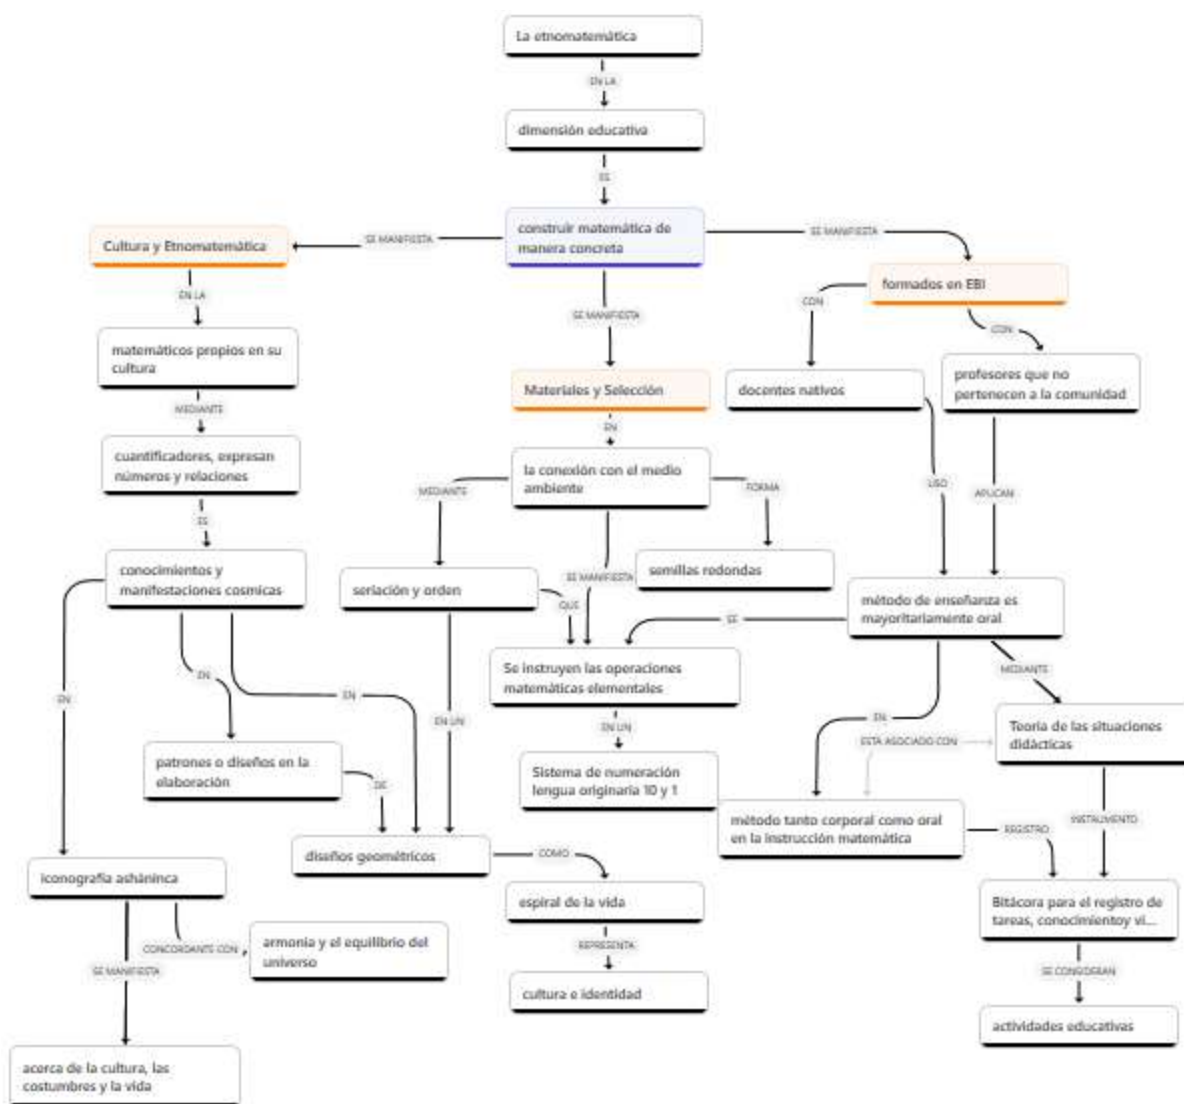 La etnomatemática
EN LA
dimensión educativa
ES
construir matemática de
manera concreta
SE MANIFIESTA
SE MANIFIESTA
SE MANIFIESTA
Cultura y Etnomatemática
EN LA
matemáticos propios en su
cultura
MEDIANTE
cuantificadores, expresan
números y relaciones
ES
conocimientos y
manifestaciones cosmicas
EN
EN
EN
patrones o diseños en la
elaboración
DE
iconografía asháninca
CONCORDANTE CON
armonia y el equilibrio del
universo
SE MANIFIESTA
acerca de la cultura, las
costumbres y la vida
Materiales y Selección
EN
la conexión con el medio
ambiente
MEDIANTE
FORMA
SE MANIFIESTA
semillas redondas
seriación y orden
QUE
EN UN
Se instruyen las operaciones
matemáticas elementales
EN UN
Sistema de numeración
lengua originaria 10 y 1
diseños geométricos
COMO
espiral de la vida
REPRESENTA
cultura e identidad
formados en EBI
CON
CON
docentes nativos
profesores que no
pertenecen a la comunidad
USO
APLICAN
método de enseñanza es
mayoritariamente oral
SE
EN
MEDIANTE
Teoria de las situaciones
didácticas
ESTÁ ASOCIADO CON
método tanto corporal como oral
en la instrucción matemática
REGISTRO
INSTRUMENTO
Bitácora para el registro de
tareas, conocimientoy vi...
SE CONSIDERAN
actividades educativas